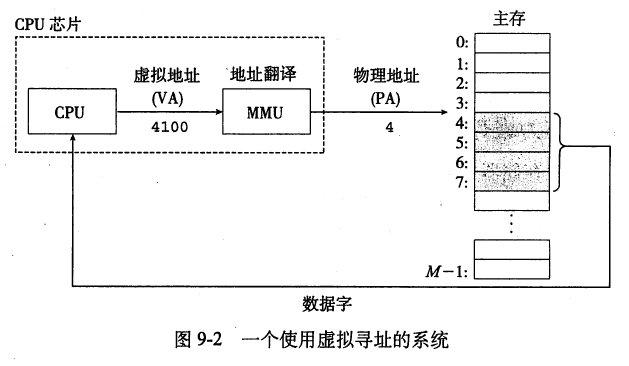 CPU 芯片
主存
虚拟地址
(VA)
4100
地址翻译
物理地址
(PA)
4
CPU
MMU
0:
1:
2:
3:
4:
5:
6:
7:
M−1:
数据字
图 9-2 一个使用虚拟寻址的系统